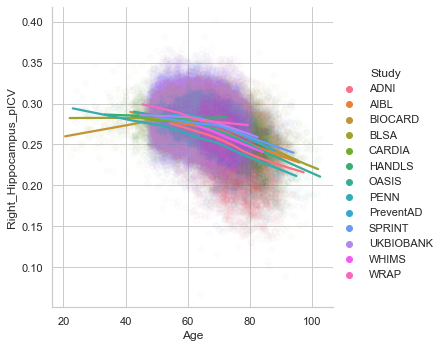 0.40
0.35
0.30
0.25
0.20
0.15
0.10
Right_Hippocampus_pICV
20
40
60
80
100
Age
Study
ADNI
AIBL
BIOCARD
BLSA
CARDIA
HANDLS
OASIS
PENN
PreventAD
SPRINT
UKBIOBANK
WHIMS
WRAP